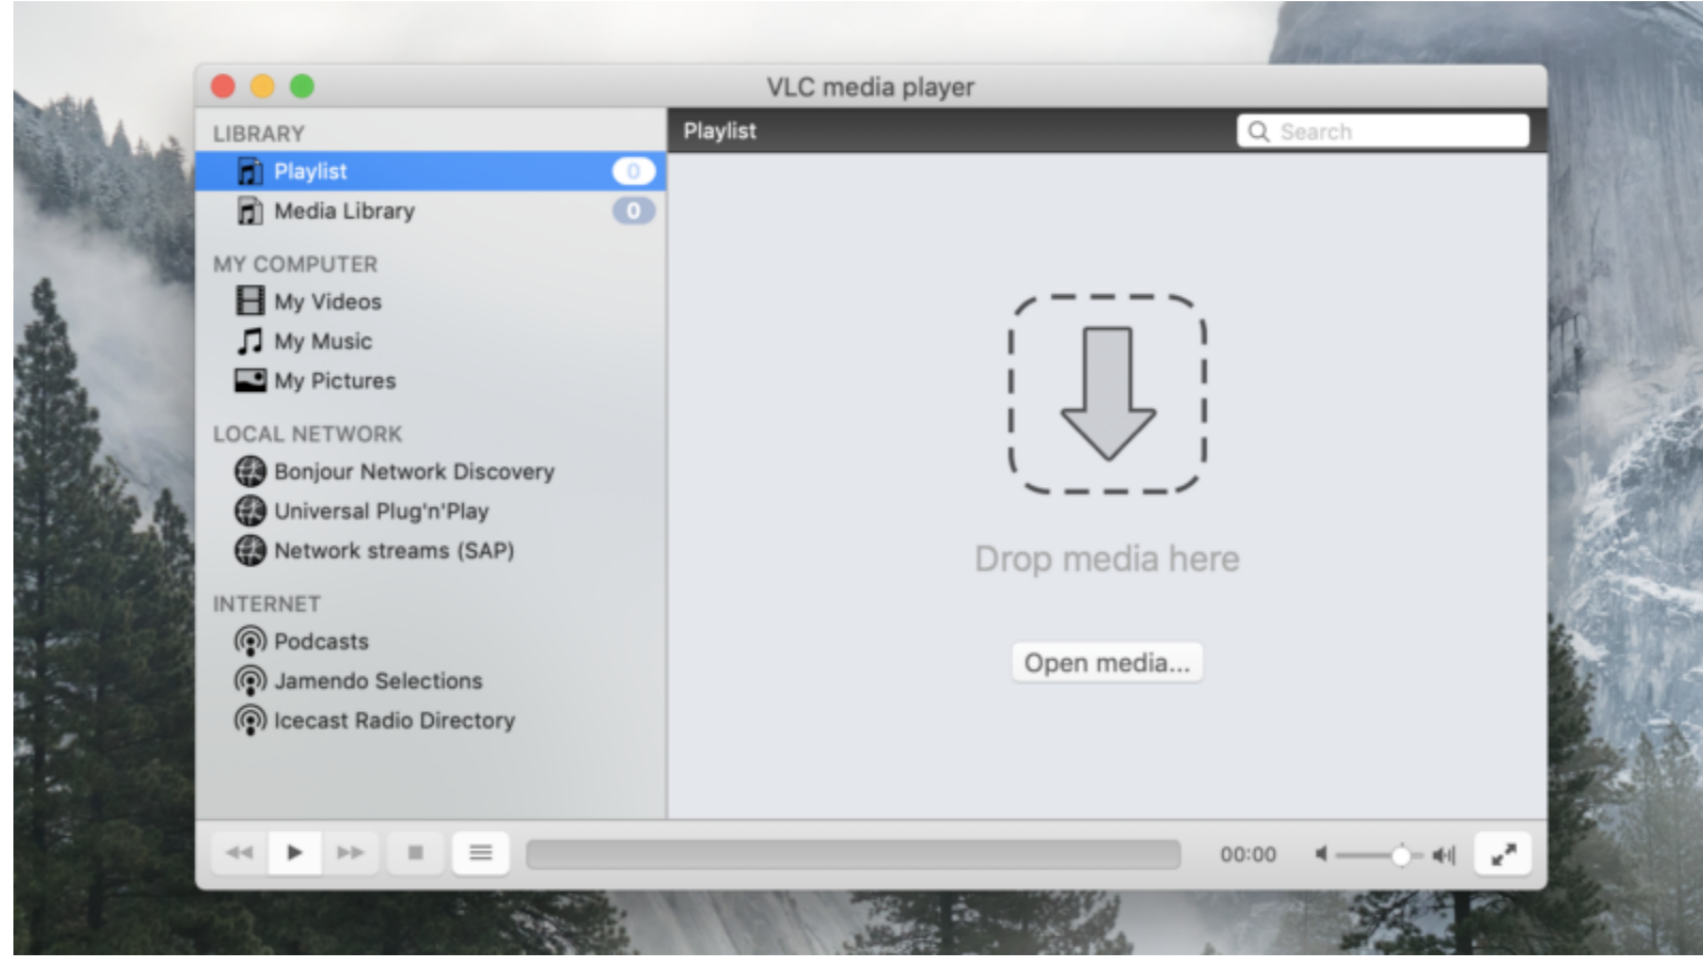 VLC media player
LIBRARY
Playlist 0
Media Library 0
MY COMPUTER
My Videos
My Music
My Pictures
LOCAL NETWORK
Bonjour Network Discovery
Universal Plug'n'Play
Network streams (SAP)
INTERNET
Podcasts
Jamendo Selections
Icecast Radio Directory
Playlist
Search
Drop media here
Open media...
00:00